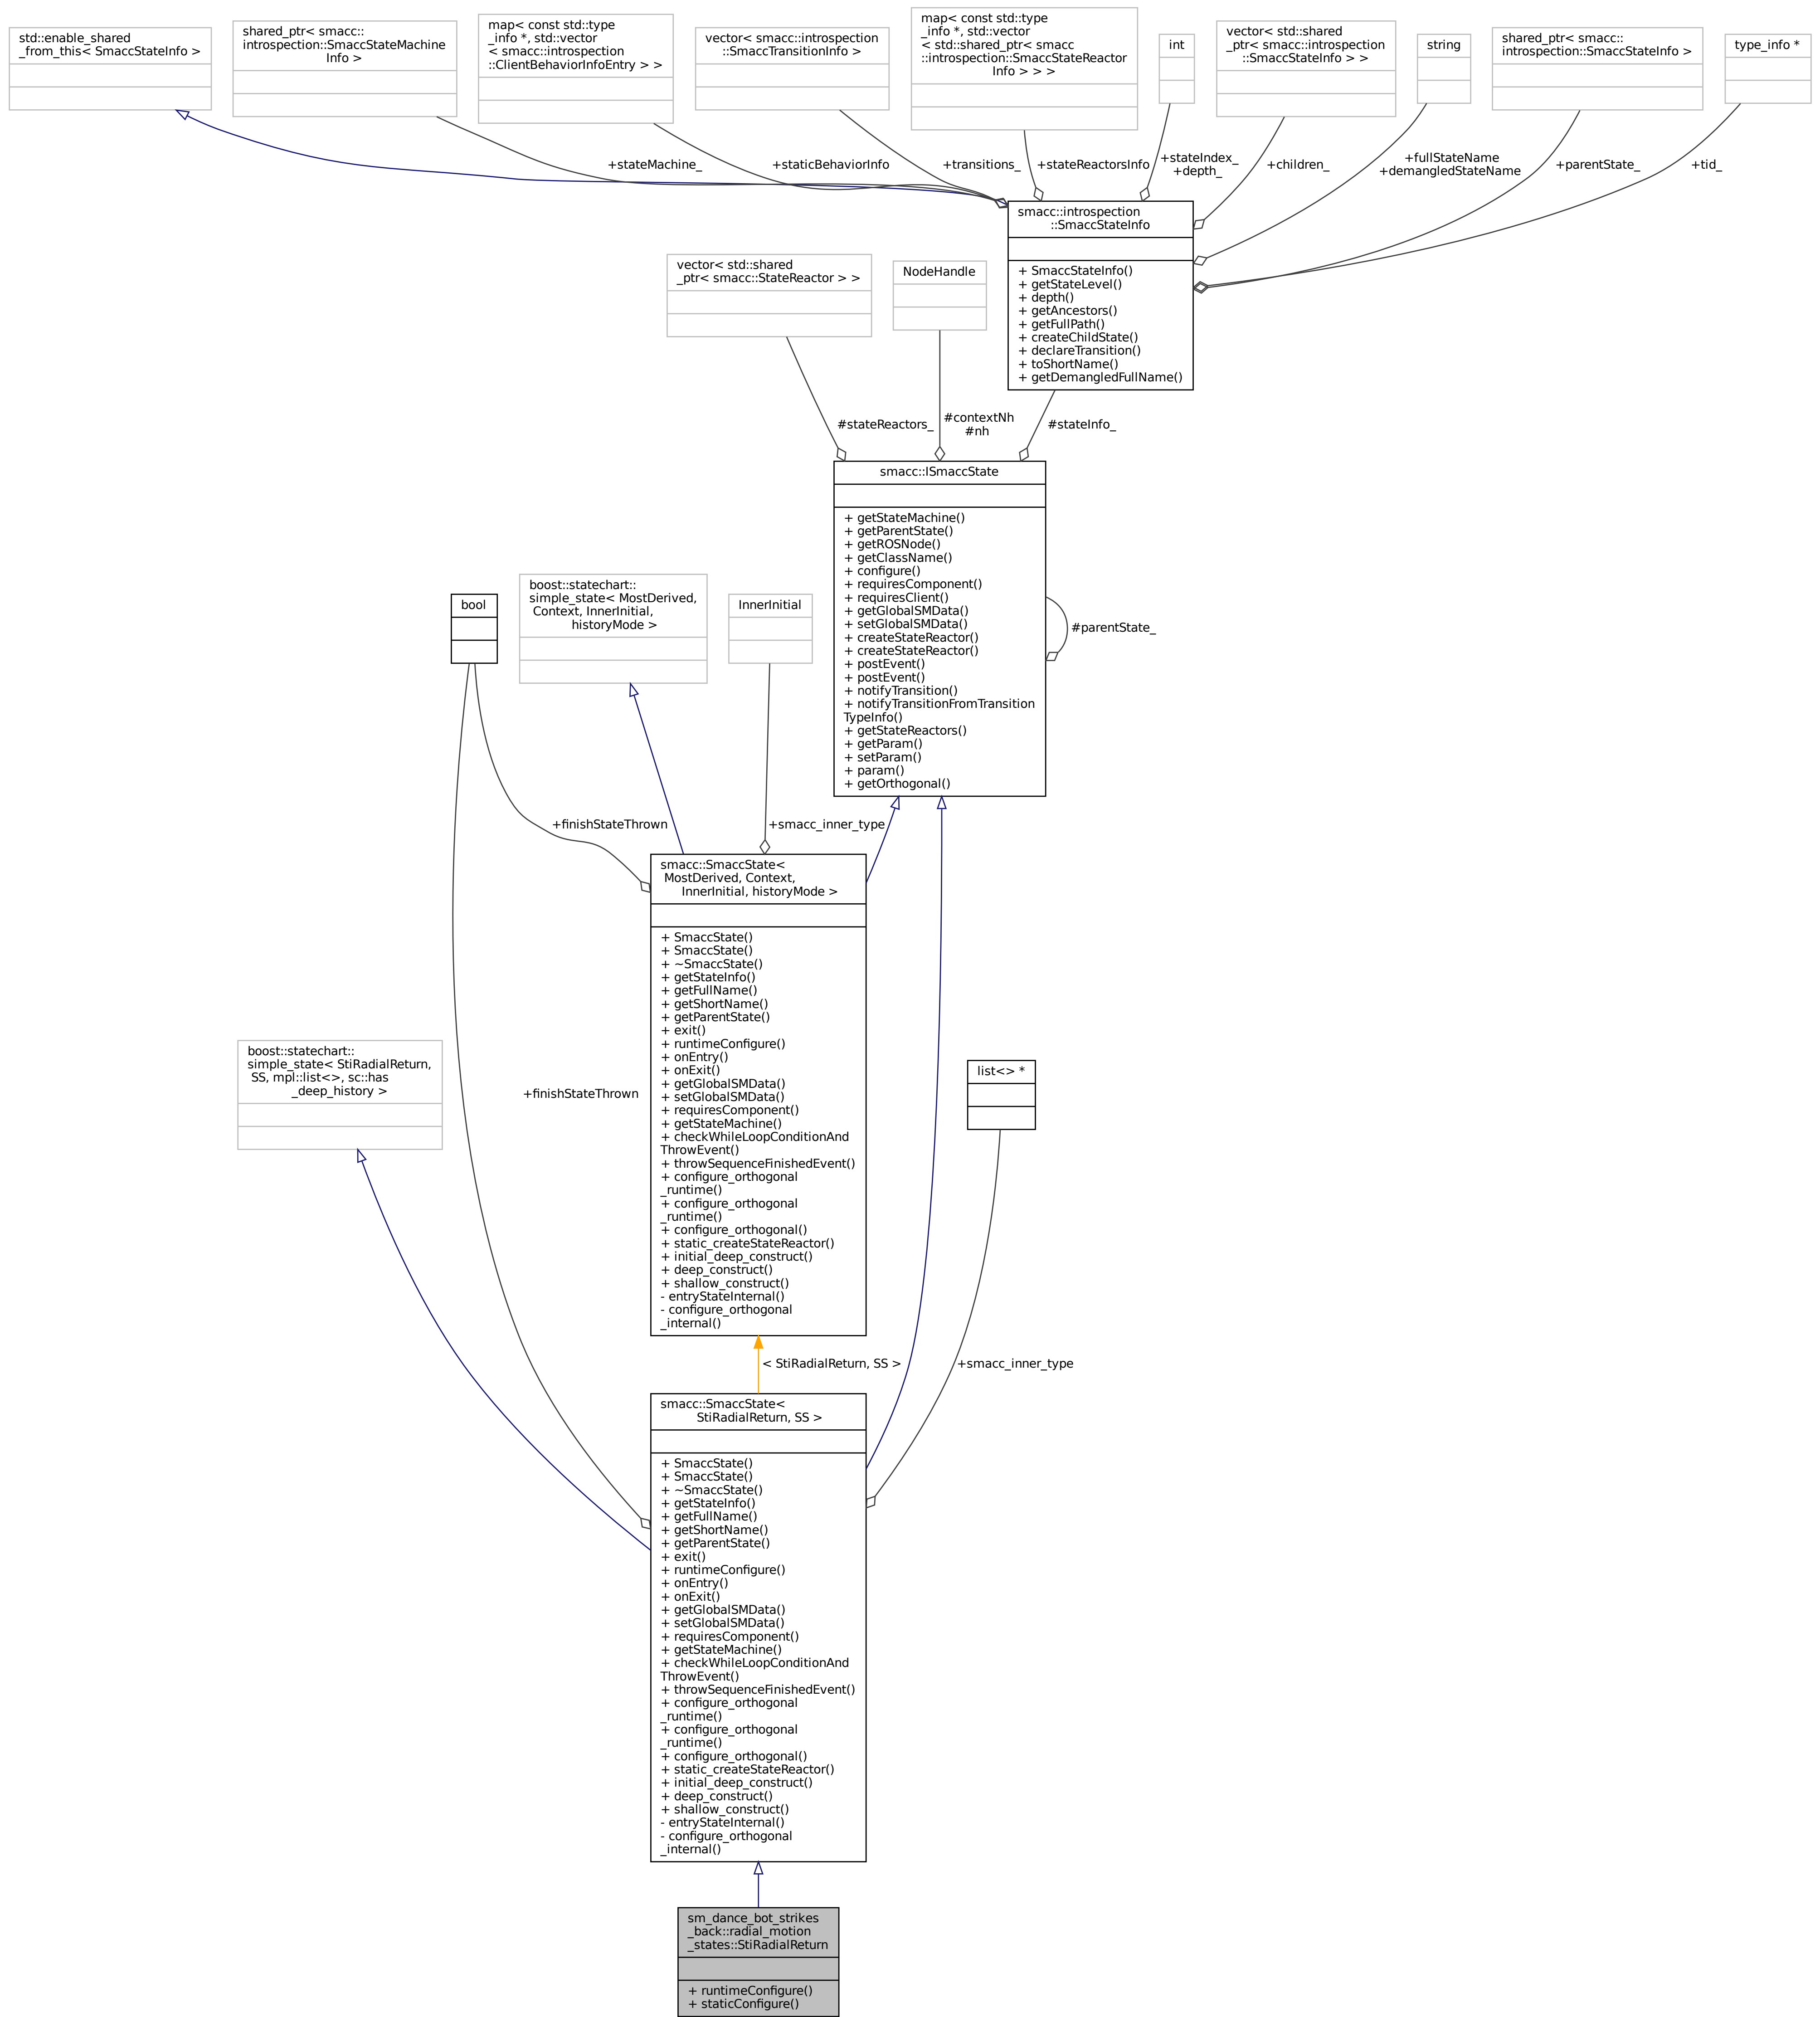 std::enable_shared
_from_this< SmaccStateInfo >
shared_ptr< smacc::
introspection::SmaccStateMachine
Info >
map< const std::type
_info *, std::vector
< smacc::introspection
::ClientBehaviorInfoEntry > >
vector< smacc::introspection
::SmaccTransitionInfo >
map< const std::type
_info *, std::vector
< std::shared_ptr< smacc
::introspection::SmaccStateReactor
Info > > >
int
vector< std::shared
_ptr< smacc::introspection
::SmaccStateInfo > >
string
shared_ptr< smacc::
introspection::SmaccStateInfo >
type_info *
+stateMachine_
+staticBehaviorInfo
+transitions_
+stateReactorsInfo
+stateIndex_
+depth_
+children_
+fullStateName
+demangledStateName
+parentState_
+tid_
smacc::introspection
::SmaccStateInfo
+ SmaccStateInfo()
+ getStateLevel()
+ depth()
+ getAncestors()
+ getFullPath()
+ createChildState()
+ declareTransition()
+ toShortName()
+ getDemangledFullName()
vector< std::shared
_ptr< smacc::StateReactor > >
NodeHandle
#stateReactors_
#contextNh
#nh
#stateInfo_
smacc::ISmaccState
+ getStateMachine()
+ getParentState()
+ getROSNode()
+ getClassName()
+ configure()
+ requiresComponent()
+ requiresClient()
+ getGlobalSMData()
+ setGlobalSMData()
+ createStateReactor()
+ createStateReactor()
+ postEvent()
+ postEvent()
+ notifyTransition()
+ notifyTransitionFromTransition
TypeInfo()
+ getStateReactors()
+ getParam()
+ setParam()
+ param()
+ getOrthogonal()
#parentState_
bool
boost::statechart::
simple_state< MostDerived,
Context, InnerInitial,
historyMode >
InnerInitial
+finishStateThrown
+smacc_inner_type
smacc::SmaccState<
MostDerived, Context,
InnerInitial, historyMode >
+ SmaccState()
+ SmaccState()
+ ~SmaccState()
+ getStateInfo()
+ getFullName()
+ getShortName()
+ getParentState()
+ exit()
+ runtimeConfigure()
+ onEntry()
+ onExit()
+ getGlobalSMData()
+ setGlobalSMData()
+ requiresComponent()
+ getStateMachine()
+ checkWhileLoopConditionAnd
ThrowEvent()
+ throwSequenceFinishedEvent()
+ configure_orthogonal
_runtime()
+ configure_orthogonal
_runtime()
+ configure_orthogonal()
+ static_createStateReactor()
+ initial_deep_construct()
+ deep_construct()
+ shallow_construct()
- entryStateInternal()
- configure_orthogonal
_internal()
boost::statechart::
simple_state< StiRadialReturn,
SS, mpl::list<>, sc::has
_deep_history >
+finishStateThrown
list<> *
< StiRadialReturn, SS >
+smacc_inner_type
smacc::SmaccState<
StiRadialReturn, SS >
+ SmaccState()
+ SmaccState()
+ ~SmaccState()
+ getStateInfo()
+ getFullName()
+ getShortName()
+ getParentState()
+ exit()
+ runtimeConfigure()
+ onEntry()
+ onExit()
+ getGlobalSMData()
+ setGlobalSMData()
+ requiresComponent()
+ getStateMachine()
+ checkWhileLoopConditionAnd
ThrowEvent()
+ throwSequenceFinishedEvent()
+ configure_orthogonal
_runtime()
+ configure_orthogonal
_runtime()
+ configure_orthogonal()
+ static_createStateReactor()
+ initial_deep_construct()
+ deep_construct()
+ shallow_construct()
- entryStateInternal()
- configure_orthogonal
_internal()
sm_dance_bot_strikes
_back::radial_motion
_states::StiRadialReturn
+ runtimeConfigure()
+ staticConfigure()